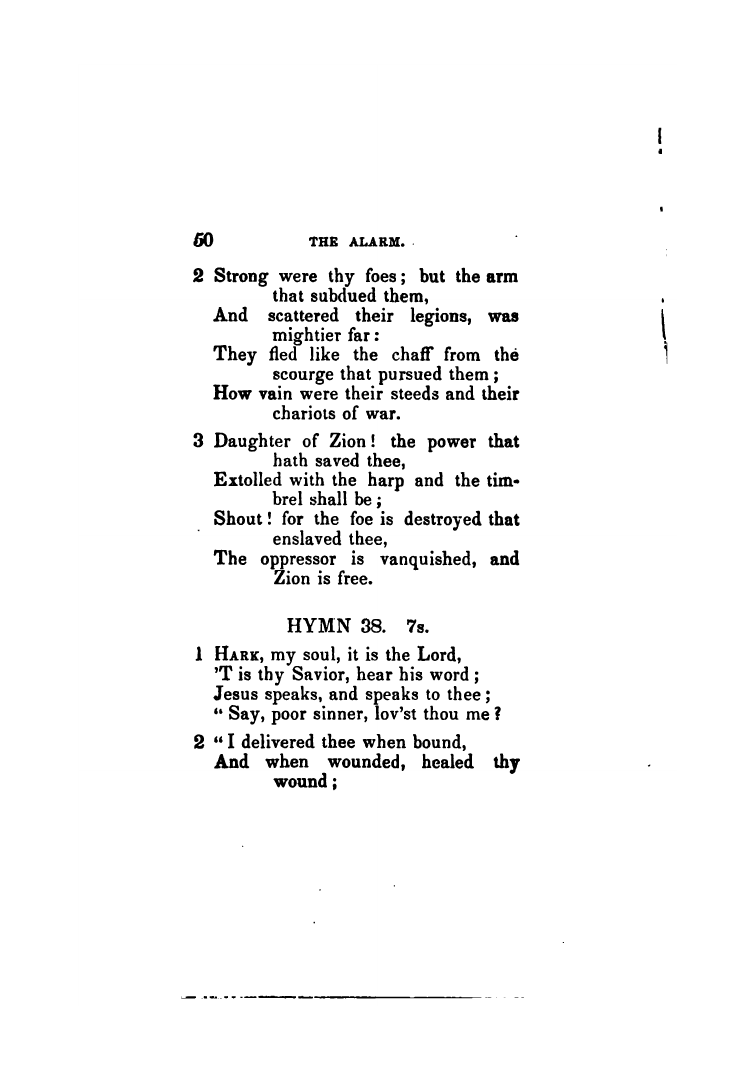 50 THE ALARM.
2 Strong were thy foes; but the arm
that subdued them,
And scattered their legions, was
mightier far:
They fled like the chaff from the
scourge that pursued them;
How vain were their steeds and their
chariots of war.
3 Daughter of Zion! the power that
hath saved thee,
Extolled with the harp and the tim-
brel shall be;
Shout! for the foe is destroyed that
enslaved thee,
The oppressor is vanquished, and
Zion is free.
HYMN 38. 7s.
1 HARK, my soul, it is the Lord,
'T is thy Savior, hear his word;
Jesus speaks, and speaks to thee;
“ Say, poor sinner, lov'st thou me?
2 “ I delivered thee when bound,
And when wounded, healed thy
wound;